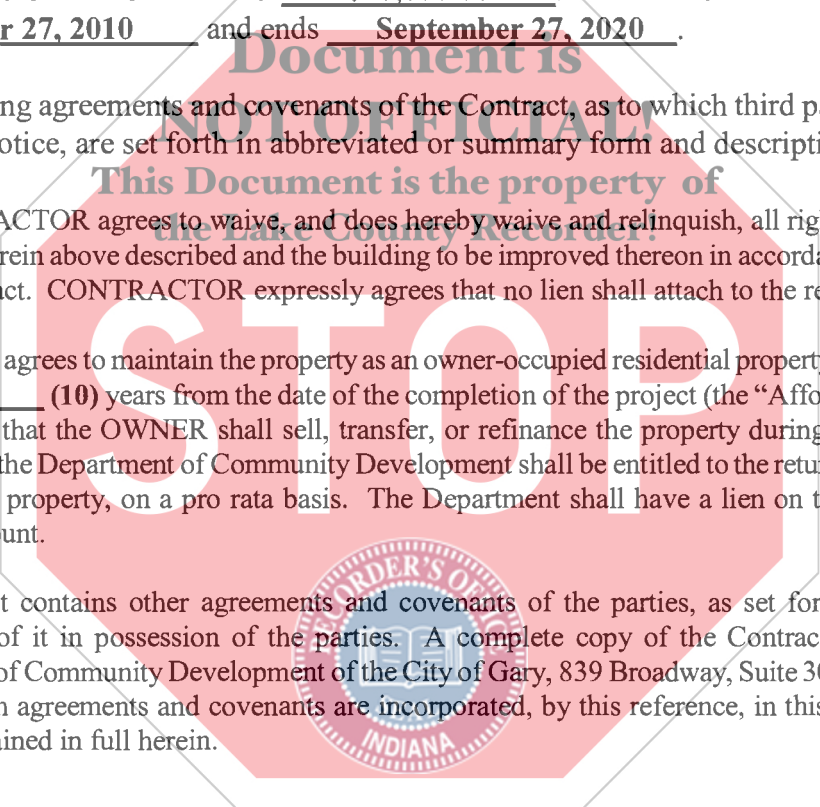 r 27, 2010 and ends September 27, 2020.
Document is
ng agreements and covenants of the Contract, as to which third pa
NOT OFFICIAL!
otice, are set forth in abbreviated or summary form and descripti
This Document is the property of
ACTOR agrees to waive, and does hereby waive and relinquish, all rig
the Lake County Recorder!
rein above described and the building to be improved thereon in accorda
act. CONTRACTOR expressly agrees that no lien shall attach to the re
agrees to maintain the property as an owner-occupied residential property
(10) years from the date of the completion of the project (the “Affo
that the OWNER shall sell, transfer, or refinance the property during
the Department of Community Development shall be entitled to the retu
property, on a pro rata basis. The Department shall have a lien on t
unt.
STOP
t contains other agreements and covenants of the parties, as set for
of it in possession of the parties. A complete copy of the Contrac
of Community Development of the City of Gary, 839 Broadway, Suite 30
n agreements and covenants are incorporated, by this reference, in this
ined in full herein.
RECORDER'S OFFICE
INDIANA